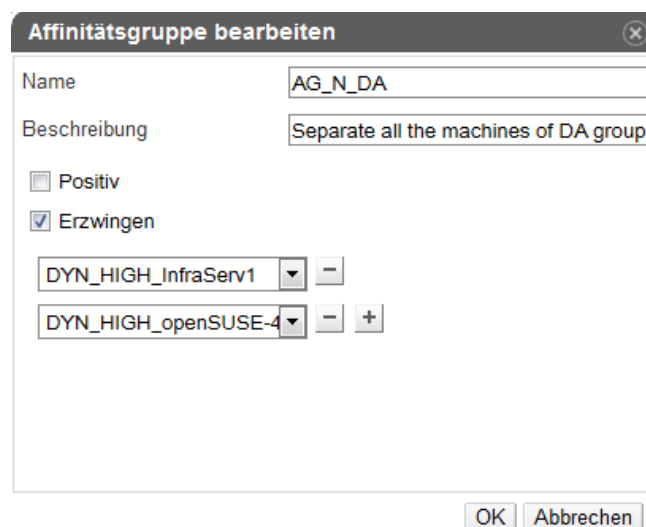 Affinitätsgruppe bearbeiten
Name AG_N_DA
Beschreibung Separate all the machines of DA group
Positiv
Erzwingen
DYN_HIGH_InfraServ1
DYN_HIGH_openSUSE-4
OK Abbrechen